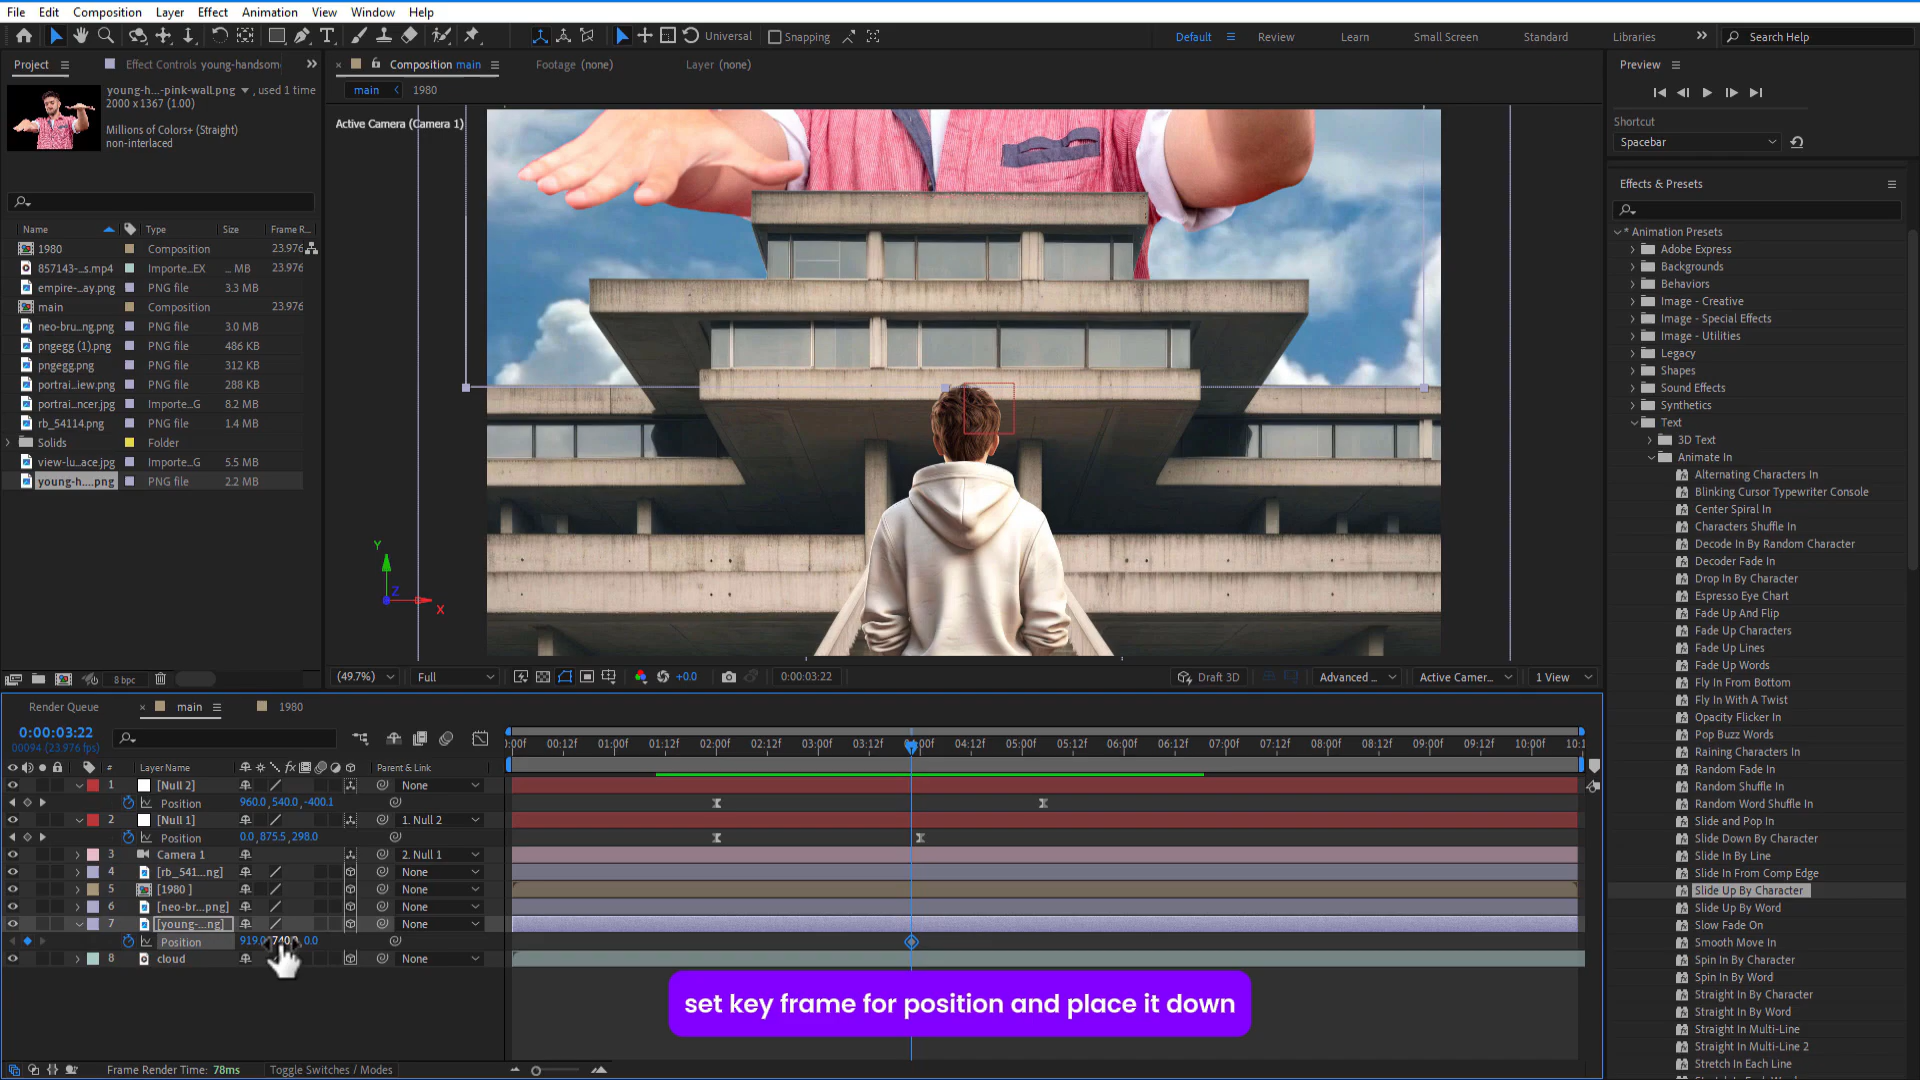 File Edit Composition Layer Effect Animation View Window Help
Universal Snapping Default Review Learn Small Screen Standard Libraries Search Help
Project Effect Controls young-handsom
Composition main Footage (none) Layer (none)
Preview
young-h...-pink-wall.png , used 1 time
2000 x 1367 (1.00)
main 1980
Millions of Colors+ (Straight)
non-interlaced
Active Camera (Camera 1)
Shortcut
Spacebar
Effects & Presets
Name Type Size Frame R...
1980 Composition 23.976
857143-...s.mp4 Importe...EX ... MB 23.976
empire-...ay.png PNG file 3.3 MB
main Composition 23.976
neo-bru...ng.png PNG file 3.0 MB
pngegg (1).png PNG file 486 KB
pngegg.png PNG file 312 KB
portrai...iew.png PNG file 288 KB
portrai...ncer.jpg Importe...G 8.2 MB
rb_54114.png PNG file 1.4 MB
Solids Folder
view-lu...ace.jpg Importe...G 5.5 MB
young-h....png PNG file 2.2 MB
* Animation Presets
Adobe Express
Backgrounds
Behaviors
Image - Creative
Image - Special Effects
Image - Utilities
Legacy
Shapes
Sound Effects
Synthetics
Text
3D Text
Animate In
Alternating Characters In
Blinking Cursor Typewriter Console
Center Spiral In
Characters Shuffle In
Decode In By Random Character
Decoder Fade In
Drop In By Character
Espresso Eye Chart
Fade Up And Flip
Fade Up Characters
Fade Up Lines
Fade Up Words
Fly In From Bottom
Fly In With A Twist
Opacity Flicker In
Pop Buzz Words
Raining Characters In
Random Fade In
Random Shuffle In
Random Word Shuffle In
Slide and Pop In
Slide Down By Character
Slide In By Line
Slide In From Comp Edge
Slide Up By Character
Slide Up By Word
Slow Fade On
Smooth Move In
Spin In By Character
Spin In By Word
Straight In By Character
Straight In By Word
Straight In Multi-Line
Straight In Multi-Line 2
Stretch In Each Line
Y
Z
X
8 bpc
(49.7%) Full +0.0 0:00:03:22 Draft 3D Advanced ... Active Camer... 1 View
Render Queue main 1980
0:00:03:22
00094 (23.976 fps)
:00f 00:12f 01:00f 01:12f 02:00f 02:12f 03:00f 03:12f 04:00f 04:12f 05:00f 05:12f 06:00f 06:12f 07:00f 07:12f 08:00f 08:12f 09:00f 09:12f 10:00f 10:1
# Layer Name Parent & Link
1 [Null 2] None
Position 960.0,540.0,-400.1
2 [Null 1] 1. Null 2
Position 0.0,875.5,298.0
3 Camera 1 2. Null 1
4 [rb_541...ng] None
5 [1980 ] None
6 [neo-br...png] None
7 [young-...ng] None
Position 919.0 740. 0.0
8 cloud None
set key frame for position and place it down
Frame Render Time: 78ms Toggle Switches / Modes